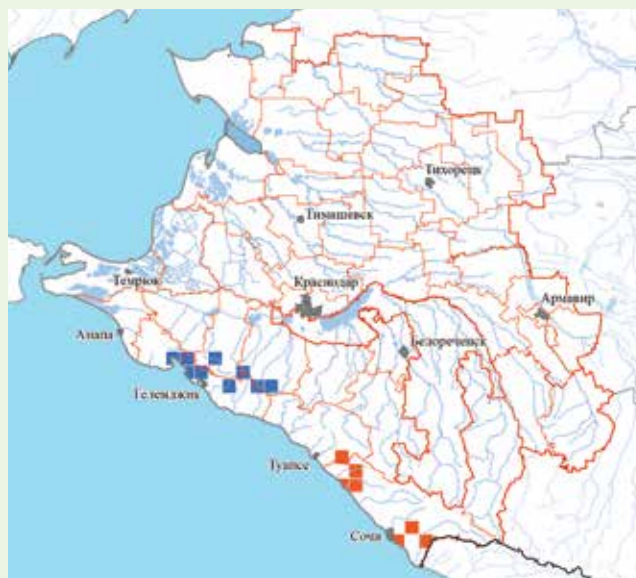 Тихорецк
Тимашевск
Темрюк
Краснодар
Армавир
Анапа
Белореченск
Геленджик
Туапсе
Сочи